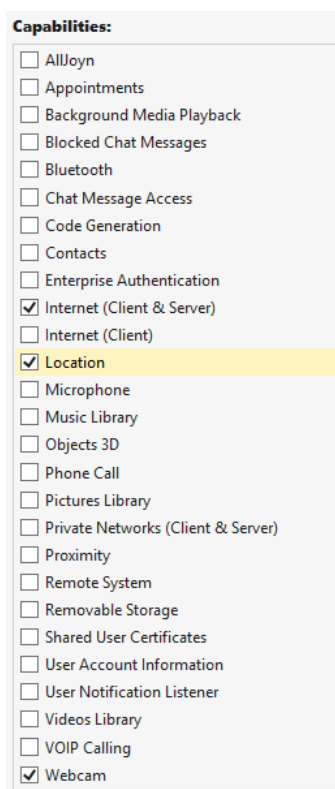 Capabilities:
AllJoyn
Appointments
Background Media Playback
Blocked Chat Messages
Bluetooth
Chat Message Access
Code Generation
Contacts
Enterprise Authentication
Internet (Client & Server)
Internet (Client)
Location
Microphone
Music Library
Objects 3D
Phone Call
Pictures Library
Private Networks (Client & Server)
Proximity
Remote System
Removable Storage
Shared User Certificates
User Account Information
User Notification Listener
Videos Library
VOIP Calling
Webcam